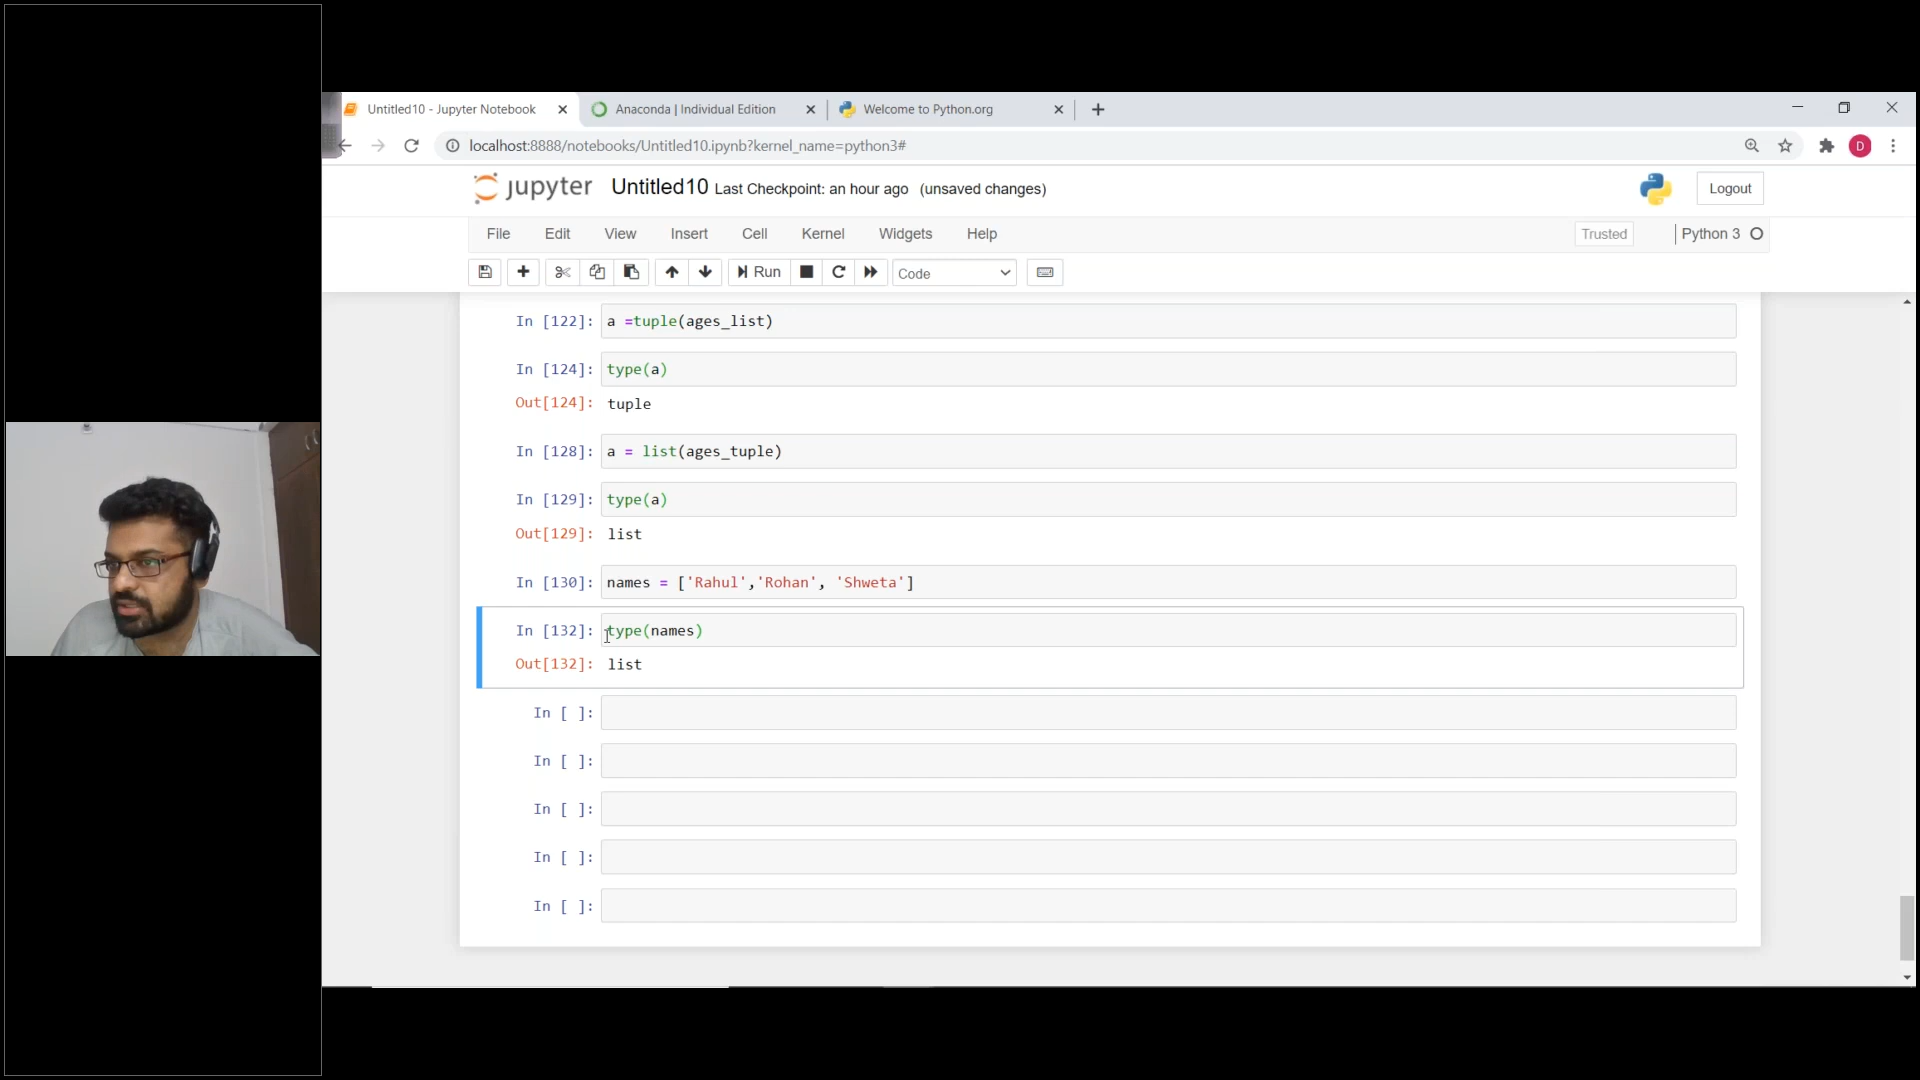 Untitled10 - Jupyter Notebook
Anaconda | Individual Edition
Welcome to Python.org
localhost:8888/notebooks/Untitled10.ipynb?kernel_name=python3#
D
jupyter Untitled10 Last Checkpoint: an hour ago (unsaved changes)
Logout
File Edit View Insert Cell Kernel Widgets Help
Trusted
Python 3
Run
Code
In [122]: a =tuple(ages_list)
In [124]: type(a)
Out[124]: tuple
In [128]: a = list(ages_tuple)
In [129]: type(a)
Out[129]: list
In [130]: names = ['Rahul','Rohan', 'Shweta']
In [132]: type(names)
Out[132]: list
In [ ]:
In [ ]:
In [ ]:
In [ ]:
In [ ]: